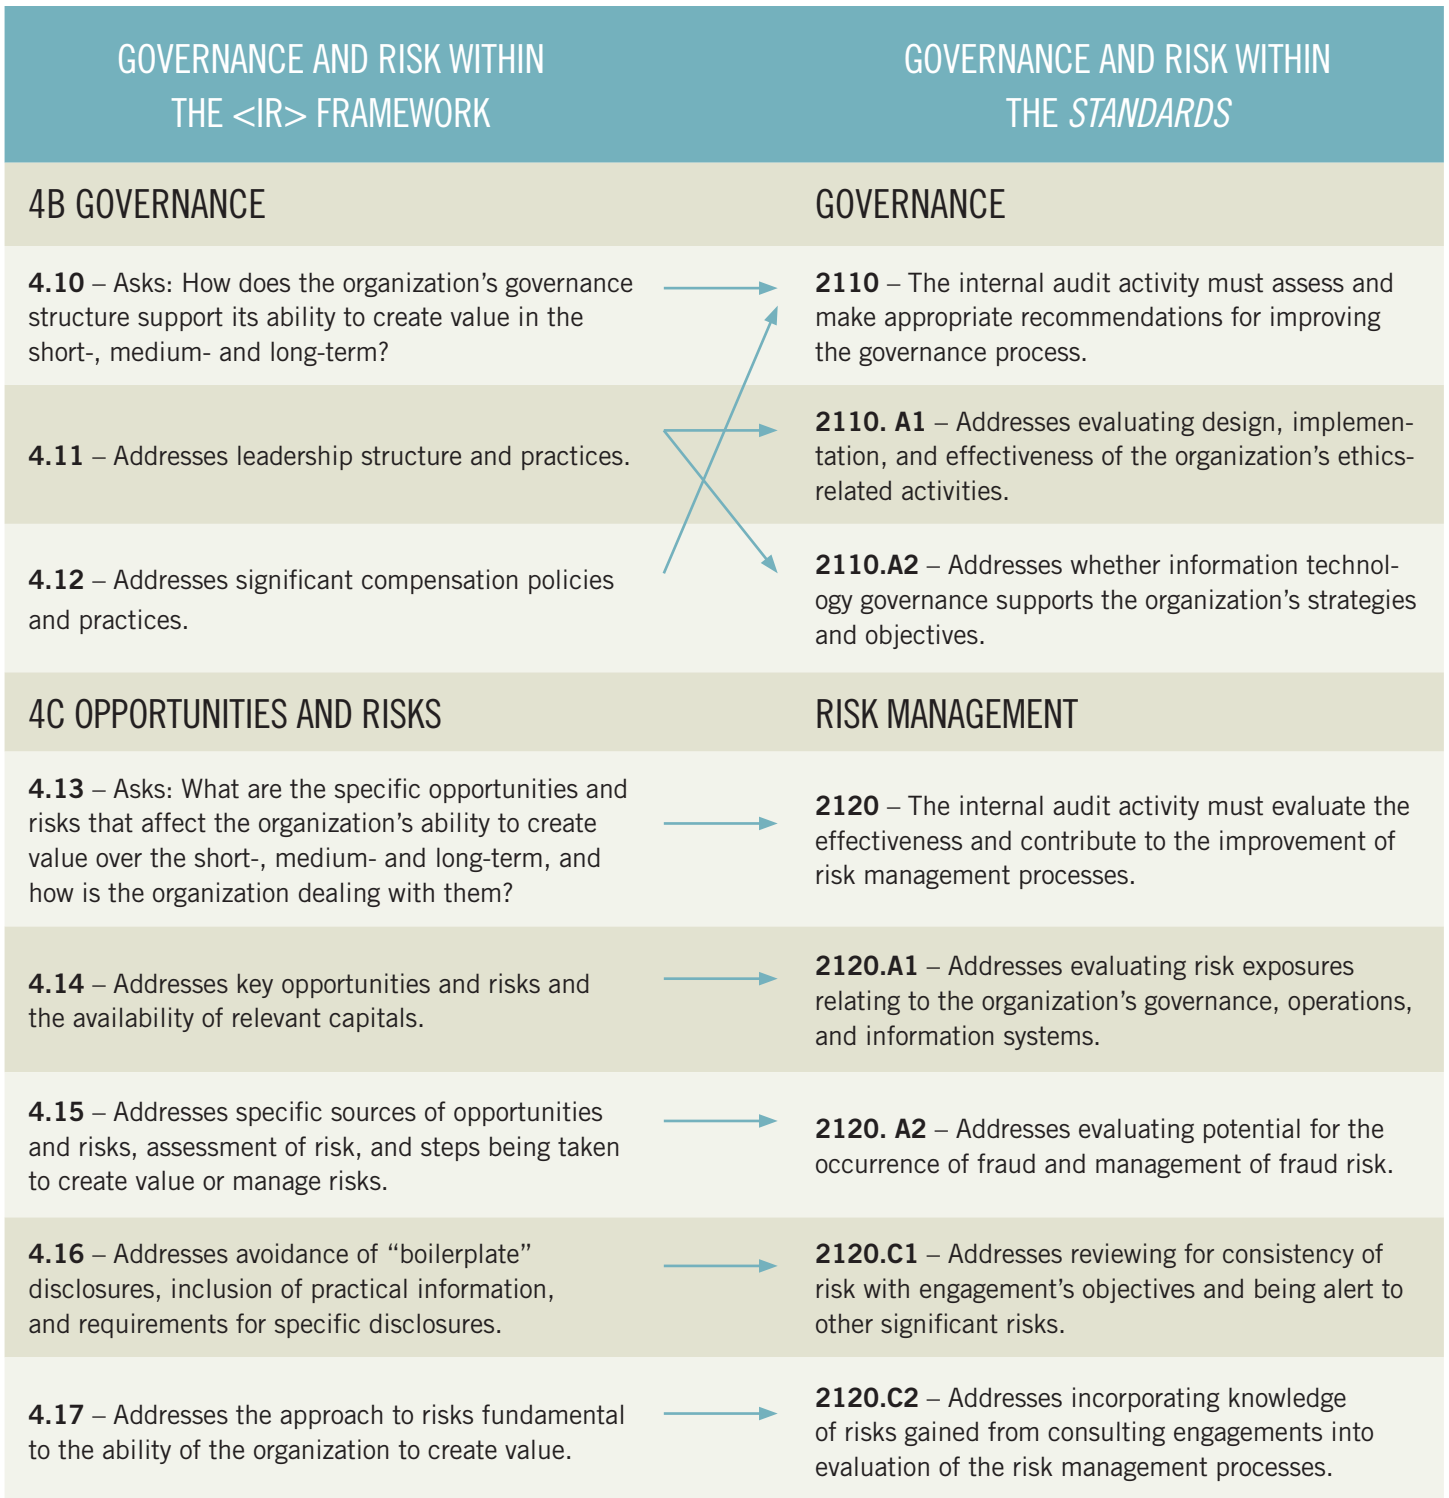 GOVERNANCE AND RISK WITHIN
THE <IR> FRAMEWORK
GOVERNANCE AND RISK WITHIN
THE STANDARDS
4B GOVERNANCE
GOVERNANCE
4.10 – Asks: How does the organization’s governance
structure support its ability to create value in the
short-, medium- and long-term?
2110 – The internal audit activity must assess and
make appropriate recommendations for improving
the governance process.
4.11 – Addresses leadership structure and practices.
2110. A1 – Addresses evaluating design, implemen-
tation, and effectiveness of the organization’s ethics-
related activities.
4.12 – Addresses significant compensation policies
and practices.
2110.A2 – Addresses whether information technol-
ogy governance supports the organization’s strategies
and objectives.
4C OPPORTUNITIES AND RISKS
RISK MANAGEMENT
4.13 – Asks: What are the specific opportunities and
risks that affect the organization’s ability to create
value over the short-, medium- and long-term, and
how is the organization dealing with them?
2120 – The internal audit activity must evaluate the
effectiveness and contribute to the improvement of
risk management processes.
4.14 – Addresses key opportunities and risks and
the availability of relevant capitals.
2120.A1 – Addresses evaluating risk exposures
relating to the organization’s governance, operations,
and information systems.
4.15 – Addresses specific sources of opportunities
and risks, assessment of risk, and steps being taken
to create value or manage risks.
2120. A2 – Addresses evaluating potential for the
occurrence of fraud and management of fraud risk.
4.16 – Addresses avoidance of “boilerplate”
disclosures, inclusion of practical information,
and requirements for specific disclosures.
2120.C1 – Addresses reviewing for consistency of
risk with engagement’s objectives and being alert to
other significant risks.
4.17 – Addresses the approach to risks fundamental
to the ability of the organization to create value.
2120.C2 – Addresses incorporating knowledge
of risks gained from consulting engagements into
evaluation of the risk management processes.